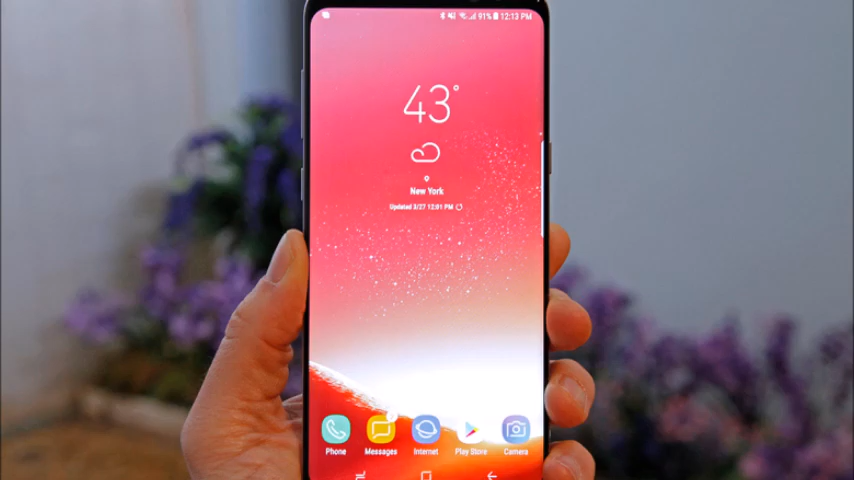 91% 12:13 PM
43°
New York
Updated 3/27 12:01 PM
Phone Messages Internet Play Store Camera